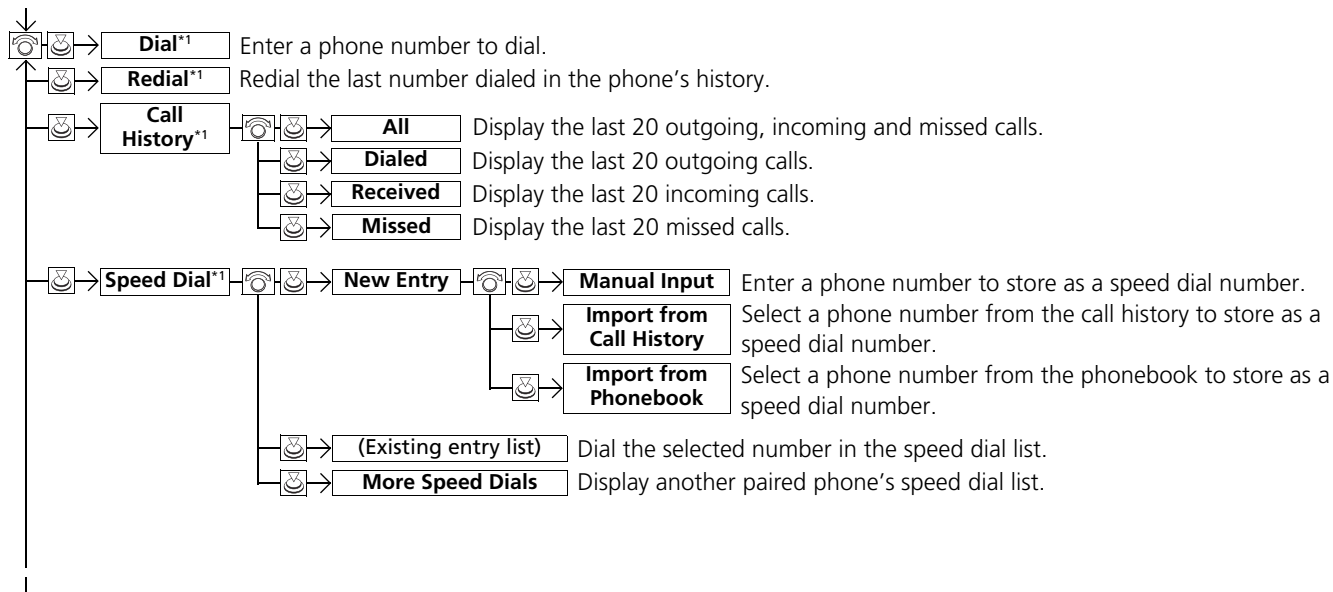 Dial*1 Enter a phone number to dial.
Redial*1 Redial the last number dialed in the phone's history.
Call
History*1
All Display the last 20 outgoing, incoming and missed calls.
Dialed Display the last 20 outgoing calls.
Received Display the last 20 incoming calls.
Missed Display the last 20 missed calls.
Speed Dial*1 New Entry Manual Input Enter a phone number to store as a speed dial number.
Import from
Call History
Select a phone number from the call history to store as a
speed dial number.
Import from
Phonebook
Select a phone number from the phonebook to store as a
speed dial number.
(Existing entry list) Dial the selected number in the speed dial list.
More Speed Dials Display another paired phone's speed dial list.